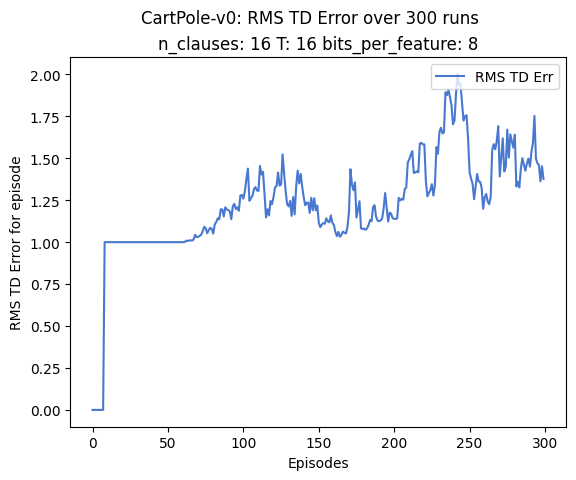 CartPole-v0: RMS TD Error over 300 runs
n_clauses: 16 T: 16 bits_per_feature: 8
RMS TD Err
2.00
1.75
1.50
1.25
1.00
0.75
0.50
0.25
0.00
RMS TD Error for episode
0 50 100 150 200 250 300
Episodes